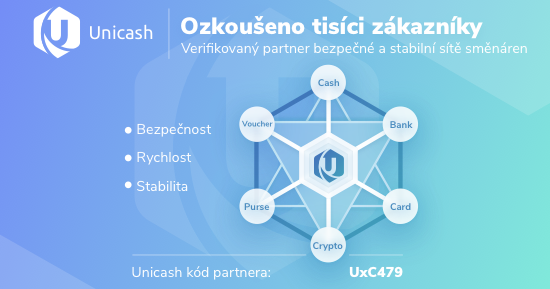 Unicash
Ozkoušeno tisíci zákazníky
Verifikovaný partner bezpečné a stabilní sítě směnáren
Cash
Voucher
Bank
Bezpečnost
Rychlost
Stabilita
Purse
Card
Crypto
Unicash kód partnera: UxC479